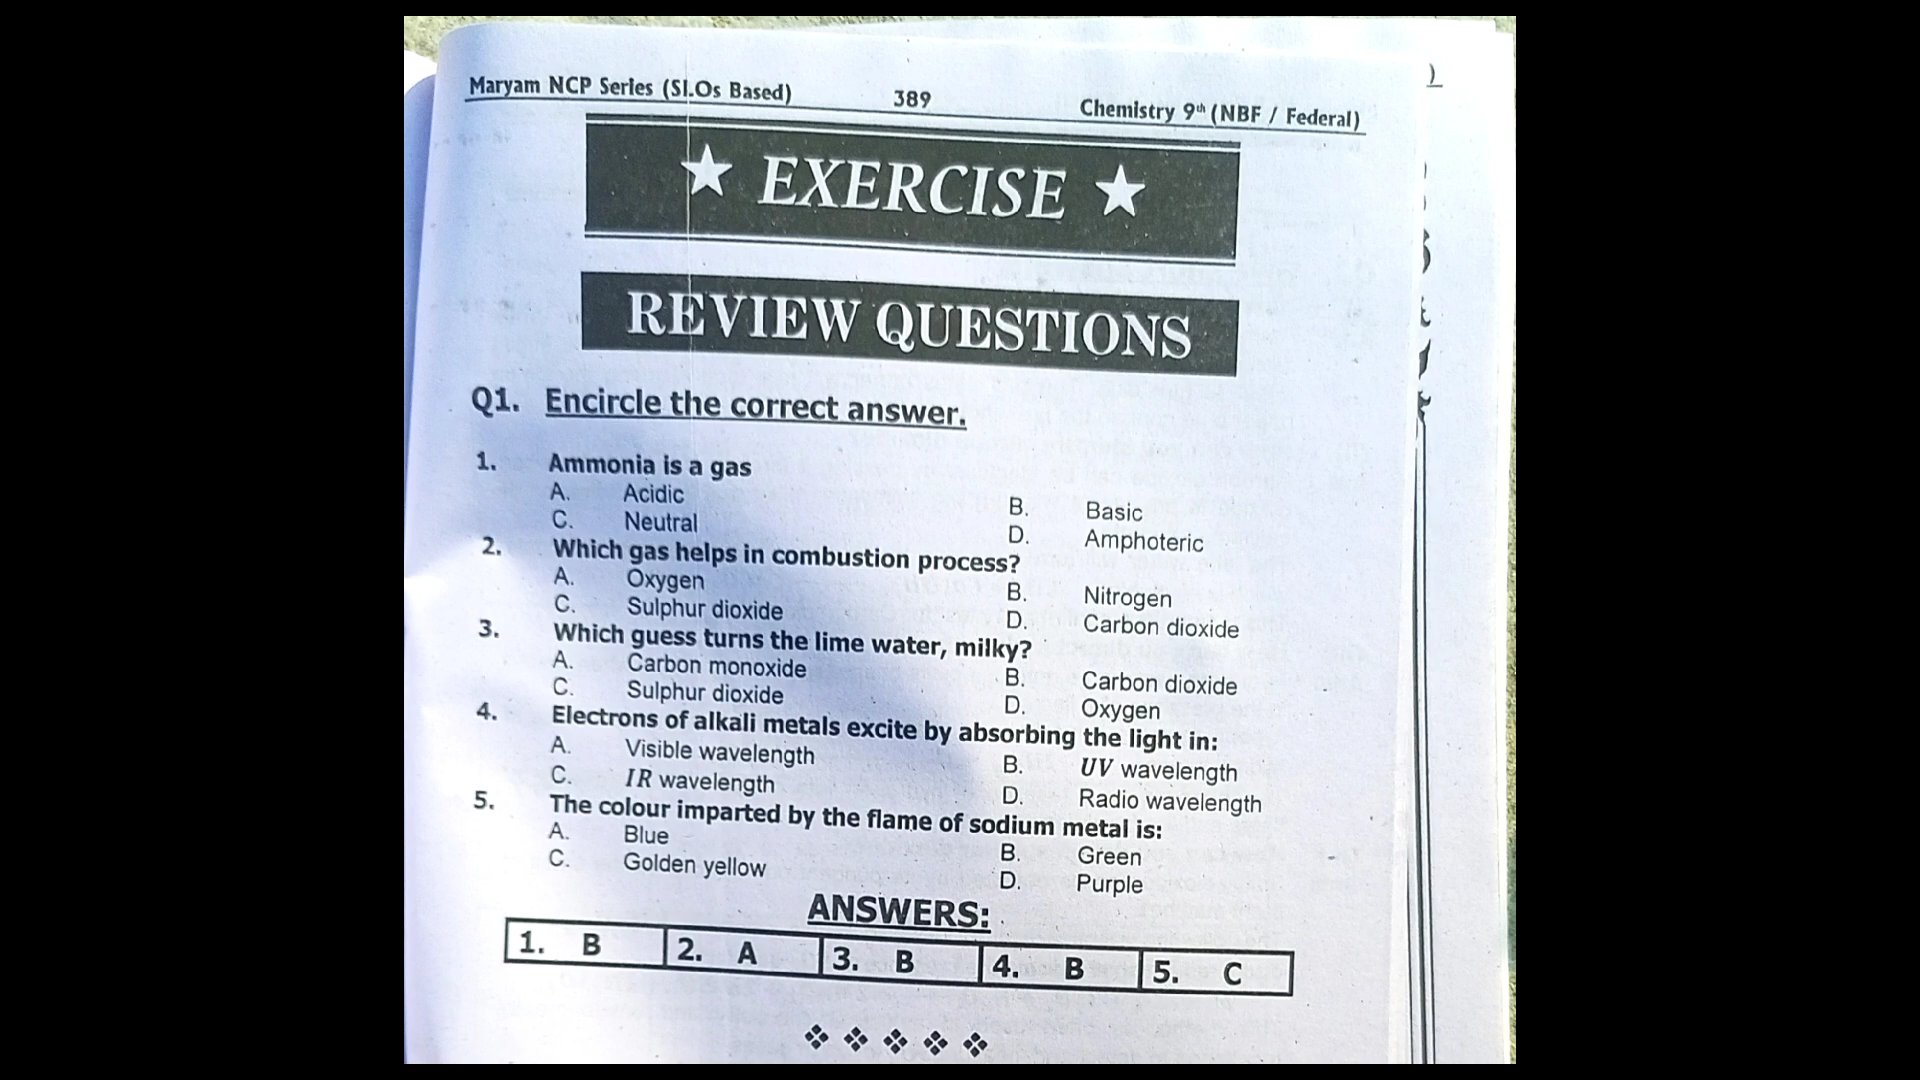 Maryam NCP Series (SLOs Based) 389 Chemistry 9th (NBF / Federal)
★ EXERCISE ★
REVIEW QUESTIONS
Q1. Encircle the correct answer.
1. Ammonia is a gas
A. Acidic B. Basic
C. Neutral D. Amphoteric
2. Which gas helps in combustion process?
A. Oxygen B. Nitrogen
C. Sulphur dioxide D. Carbon dioxide
3. Which guess turns the lime water, milky?
A. Carbon monoxide B. Carbon dioxide
C. Sulphur dioxide D. Oxygen
4. Electrons of alkali metals excite by absorbing the light in:
A. Visible wavelength B. UV wavelength
C. IR wavelength D. Radio wavelength
5. The colour imparted by the flame of sodium metal is:
A. Blue B. Green
C. Golden yellow D. Purple
ANSWERS:
1. B 2. A 3. B 4. B 5. C